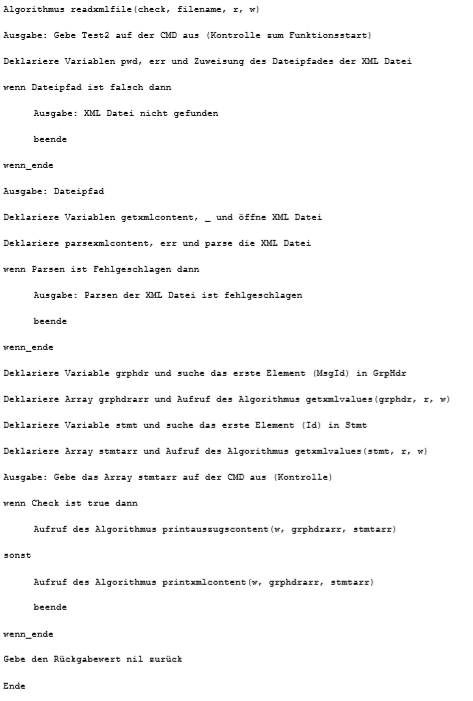 Algorithmus readxmlfile(check, filename, r, w)
Ausgabe: Gebe Test2 auf der CMD aus (Kontrolle zum Funktionsstart)
Deklariere Variablen pwd, err und Zuweisung des Dateipfades der XML Datei
wenn Dateipfad ist falsch dann
Ausgabe: XML Datei nicht gefunden
beende
wenn_ende
Ausgabe: Dateipfad
Deklariere Variablen getxmlcontent, _ und öffne XML Datei
Deklariere parsexmlcontent, err und parse die XML Datei
wenn Parsen ist Fehlgeschlagen dann
Ausgabe: Parsen der XML Datei ist fehlgeschlagen
beende
wenn_ende
Deklariere Variable grphdr und suche das erste Element (MsgId) in GrpHdr
Deklariere Array grphdrarr und Aufruf des Algorithmus getxmlvalues(grphdr, r, w)
Deklariere Variable stmt und suche das erste Element (Id) in Stmt
Deklariere Array stmtarr und Aufruf des Algorithmus getxmlvalues(stmt, r, w)
Ausgabe: Gebe das Array stmtarr auf der CMD aus (Kontrolle)
wenn Check ist true dann
Aufruf des Algorithmus printauszugscontent(w, grphdrarr, stmtarr)
sonst
Aufruf des Algorithmus printxmlcontent(w, grphdrarr, stmtarr)
beende
wenn_ende
Gebe den Rückgabewert nil zurück
Ende